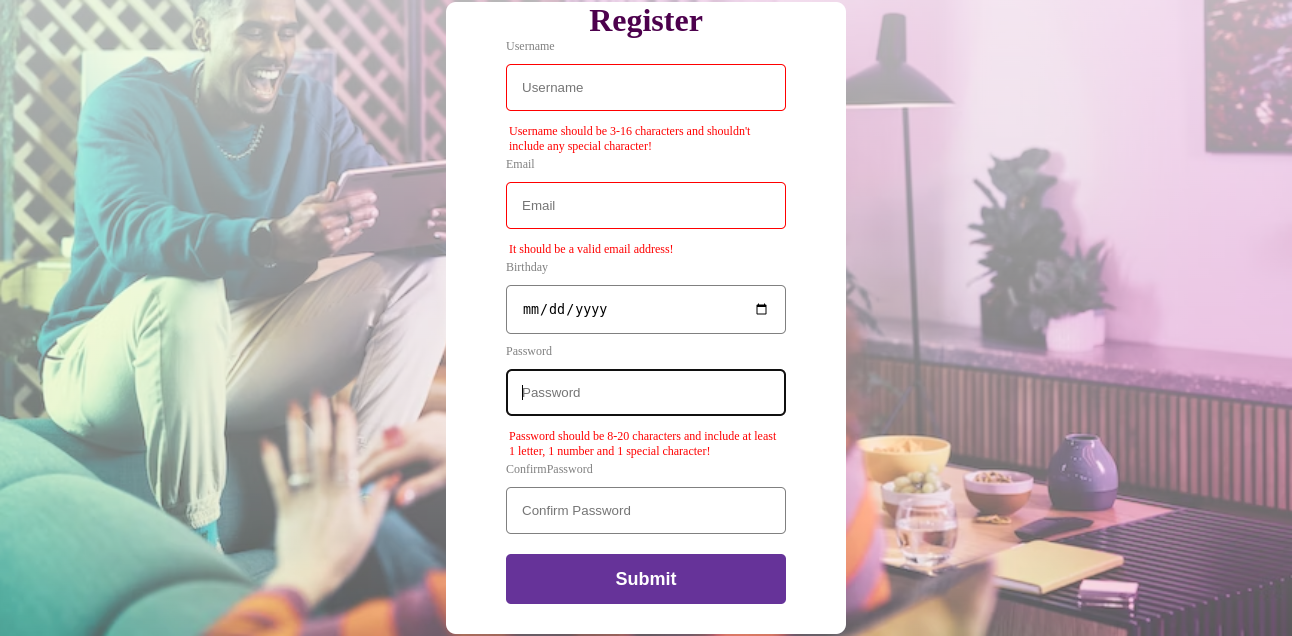 Register
Username
Username
Username should be 3-16 characters and shouldn't
include any special character!
Email
Email
It should be a valid email address!
Birthday
mm/dd/yyyy
Password
Password
Password should be 8-20 characters and include at least
1 letter, 1 number and 1 special character!
ConfirmPassword
Confirm Password
Submit